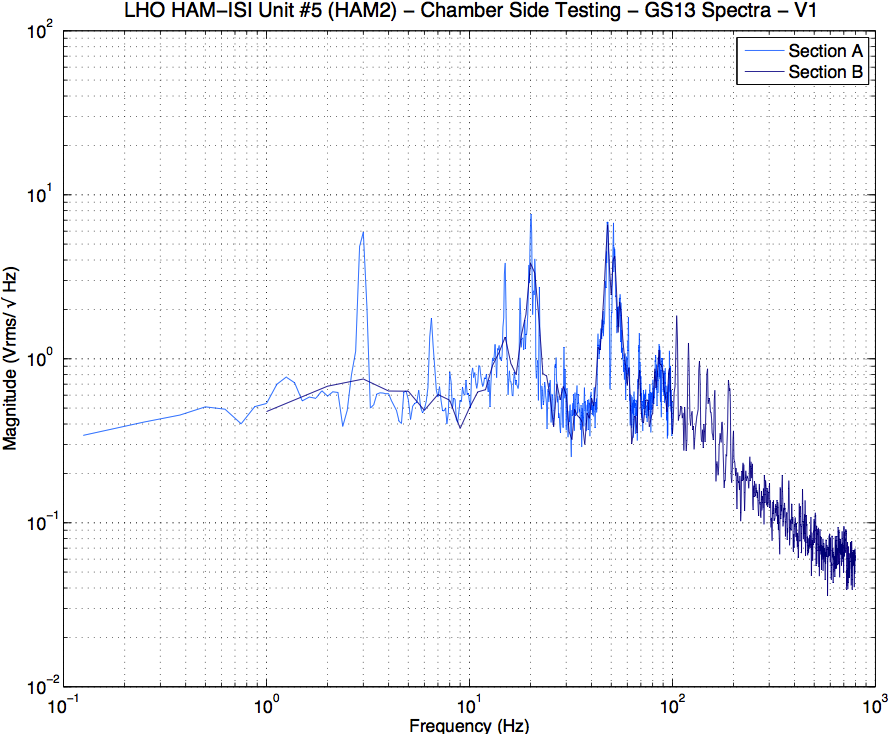 LHO HAM−ISI Unit #5 (HAM2) − Chamber Side Testing − GS13 Spectra − V1
10^2
Section A
Section B
10^1
10^0
10^−1
10^−2
Magnitude (Vrms/ √ Hz)
10^−1 10^0 10^1 10^2 10^3
Frequency (Hz)